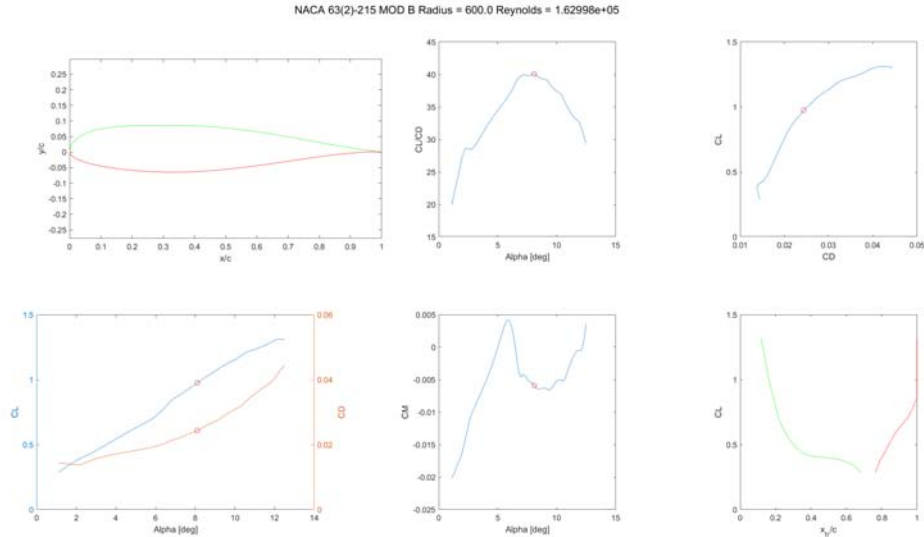 NACA 63(2)-215 MOD B Radius = 600.0 Reynolds = 1.62998e+05
0.25
0.2
0.15
0.1
0.05
0
-0.05
-0.1
-0.15
-0.2
-0.25
y/c
0 0.1 0.2 0.3 0.4 0.5 0.6 0.7 0.8 0.9 1
x/c
45
40
35
30
25
20
15
CL/CD
0 5 10 15
Alpha [deg]
1.5
1
0.5
0
CL
0.01 0.02 0.03 0.04 0.05
CD
1.5
1
0.5
0
CL
0.06
0.04
0.02
0
CD
0 2 4 6 8 10 12 14
Alpha [deg]
0.005
0
-0.005
-0.01
-0.015
-0.02
-0.025
CM
0 5 10 15
Alpha [deg]
1.5
1
0.5
0
CL
0 0.2 0.4 0.6 0.8 1
x_tr/c